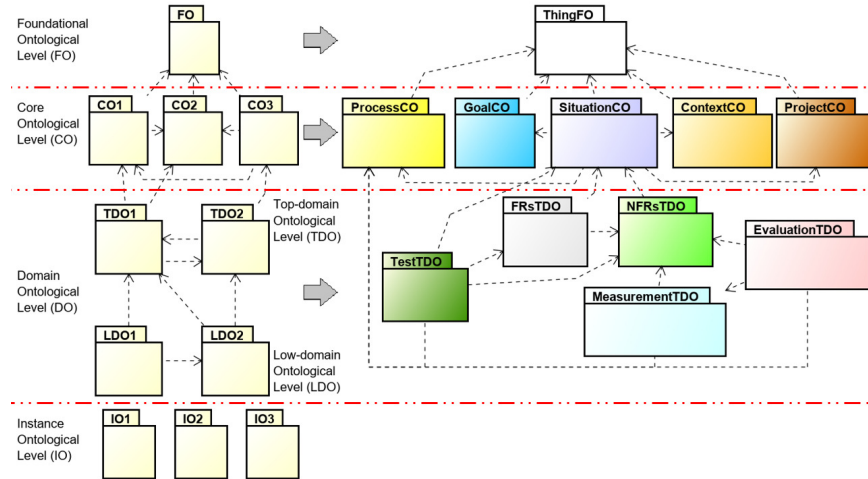 Foundational
Ontological
Level (FO)
FO
ThingFO
Core
Ontological
Level (CO)
CO1
CO2
CO3
ProcessCO
GoalCO
SituationCO
ContextCO
ProjectCO
Top-domain
Ontological
Level (TDO)
TDO1
TDO2
FRsTDO
NFRsTDO
EvaluationTDO
TestTDO
Domain
Ontological
Level (DO)
MeasurementTDO
LDO1
LDO2
Low-domain
Ontological
Level (LDO)
Instance
Ontological
Level (IO)
IO1
IO2
IO3